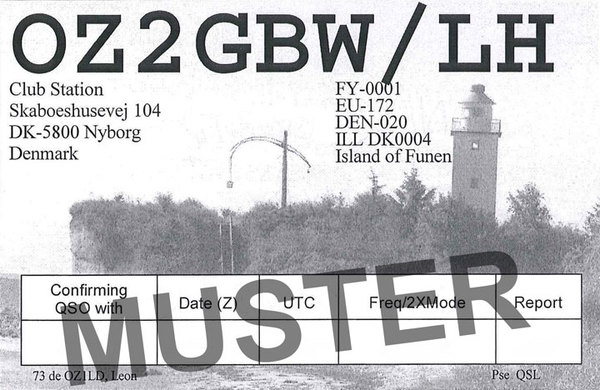 OZ2GBW/LH
Club Station
Skaboeshusevej 104
DK-5800 Nyborg
Denmark
FY-0001
EU-172
DEN-020
ILL DK0004
Island of Funen
Confirming QSO with
Date (Z)
UTC
Freq/2XMode
Report
MUSTER
73 de OZ1LD, Leon
Pse QSL